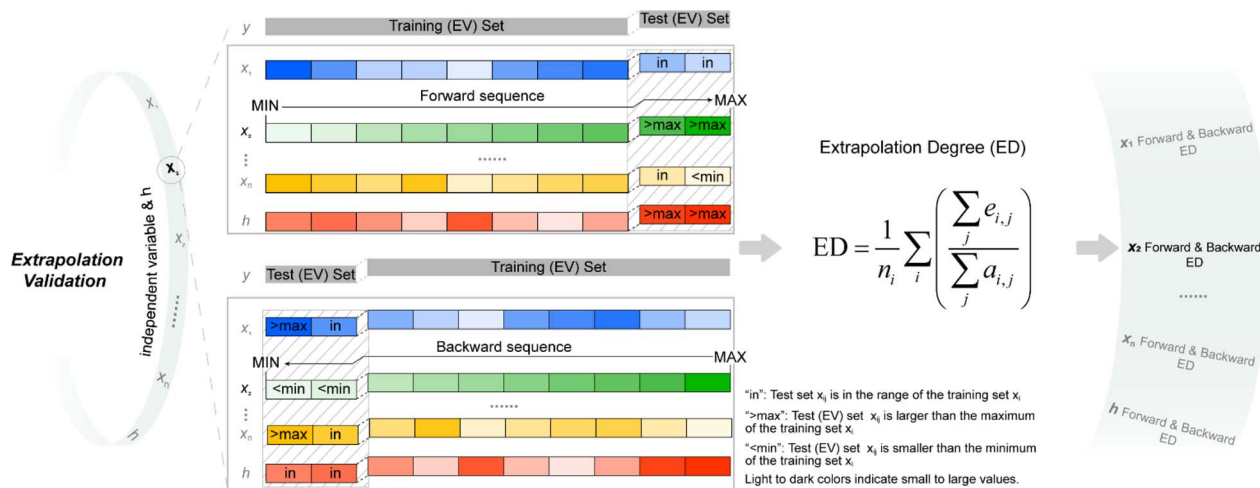 Extrapolation
Validation
independent variable & h
x₁
x₂
x₂
......
xₙ
h
y
Training (EV) Set
Test (EV) Set
x₁
in in
MIN
Forward sequence
MAX
x₂
>max >max
⋮
......
xₙ
in <min
h
>max >max
y
Test (EV) Set
Training (EV) Set
x₁
>max in
Backward sequence
MIN
MAX
x₂
<min <min
⋮
......
xₙ
>max in
h
in in
Extrapolation Degree (ED)
ED = 1/nᵢ ∑ᵢ (∑ⱼ eᵢ,ⱼ / ∑ⱼ aᵢ,ⱼ)
"in": Test set xᵢⱼ is in the range of the training set xᵢ
">max": Test (EV) set xᵢⱼ is larger than the maximum
of the training set xᵢ
"<min": Test (EV) set xᵢⱼ is smaller than the minimum
of the training set xᵢ
Light to dark colors indicate small to large values.
x₁ Forward & Backward
ED
x₂ Forward & Backward
ED
......
xₙ Forward & Backward
ED
h Forward & Backward
ED